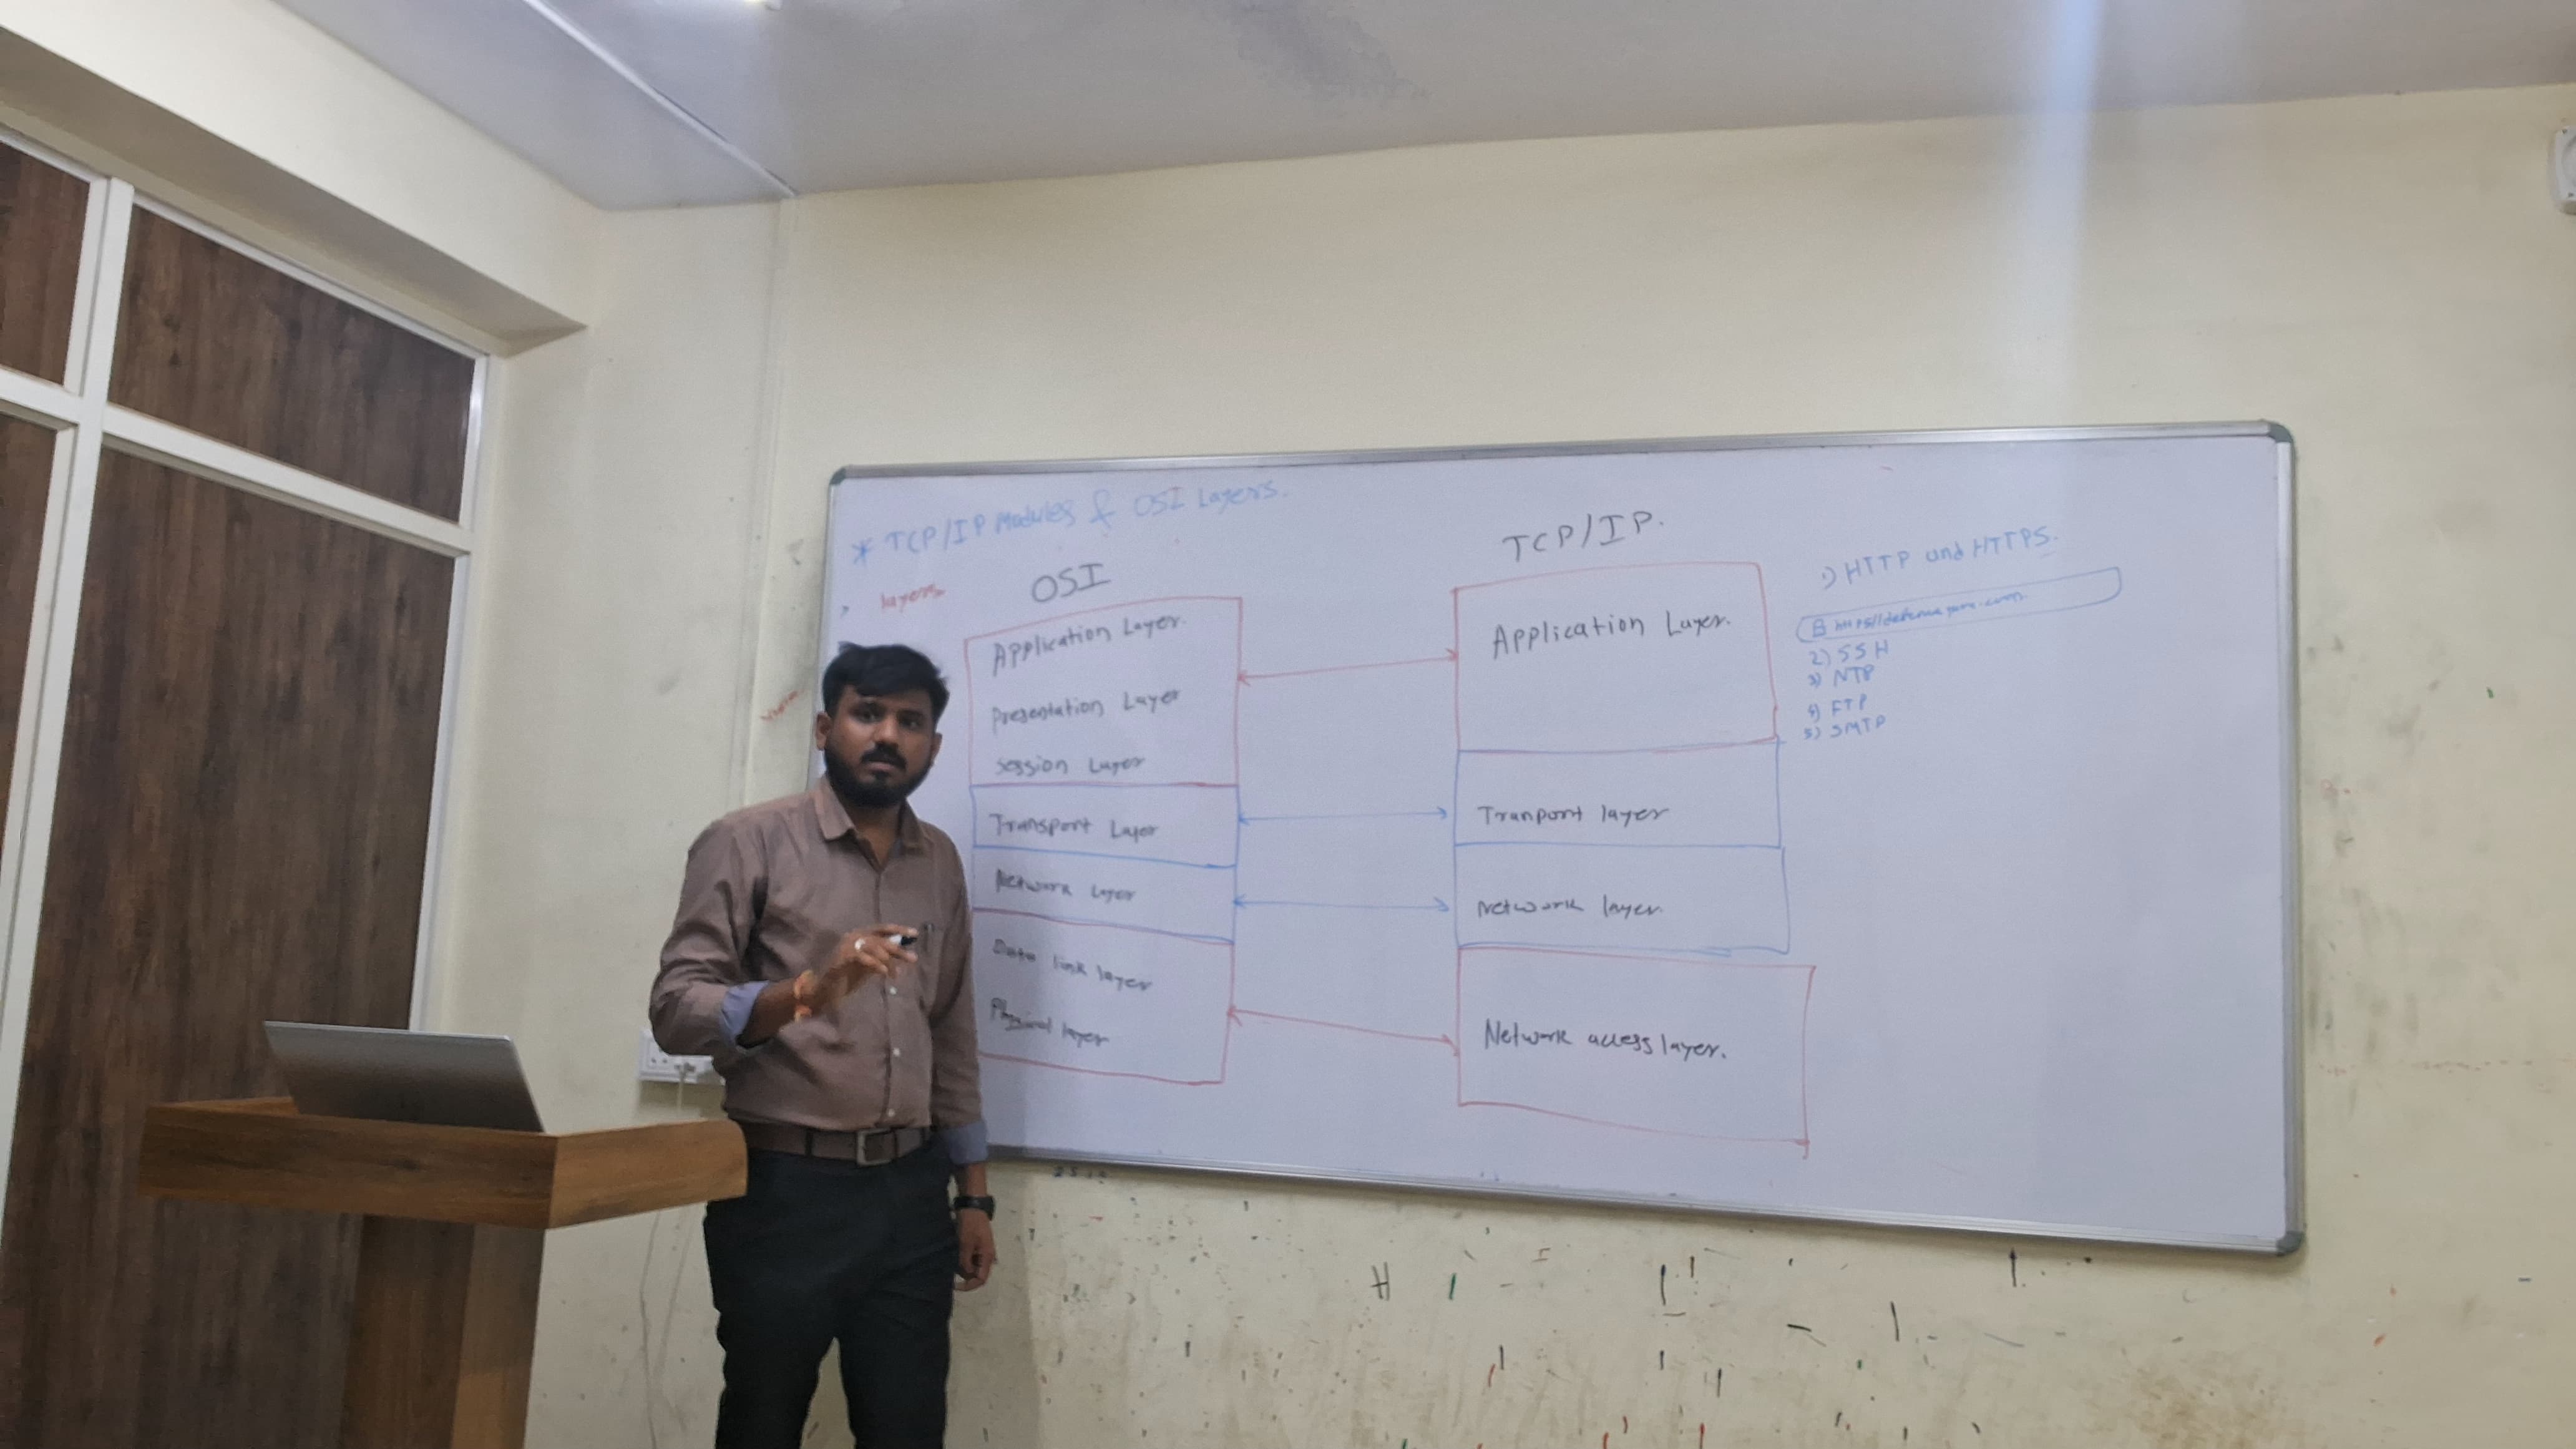 * TCP/IP Modules & OSI Layers.
layers
OSI
Application Layer.
Presentation Layer
Session Layer
Transport Layer
Network Layer
Data link layer
Physical layer
TCP/IP.
Application Layer.
Tranport layer
Network layer.
Network access layer.
1) HTTP and HTTPS.
2) SSH
3) NTP
4) FTP
5) SMTP
H